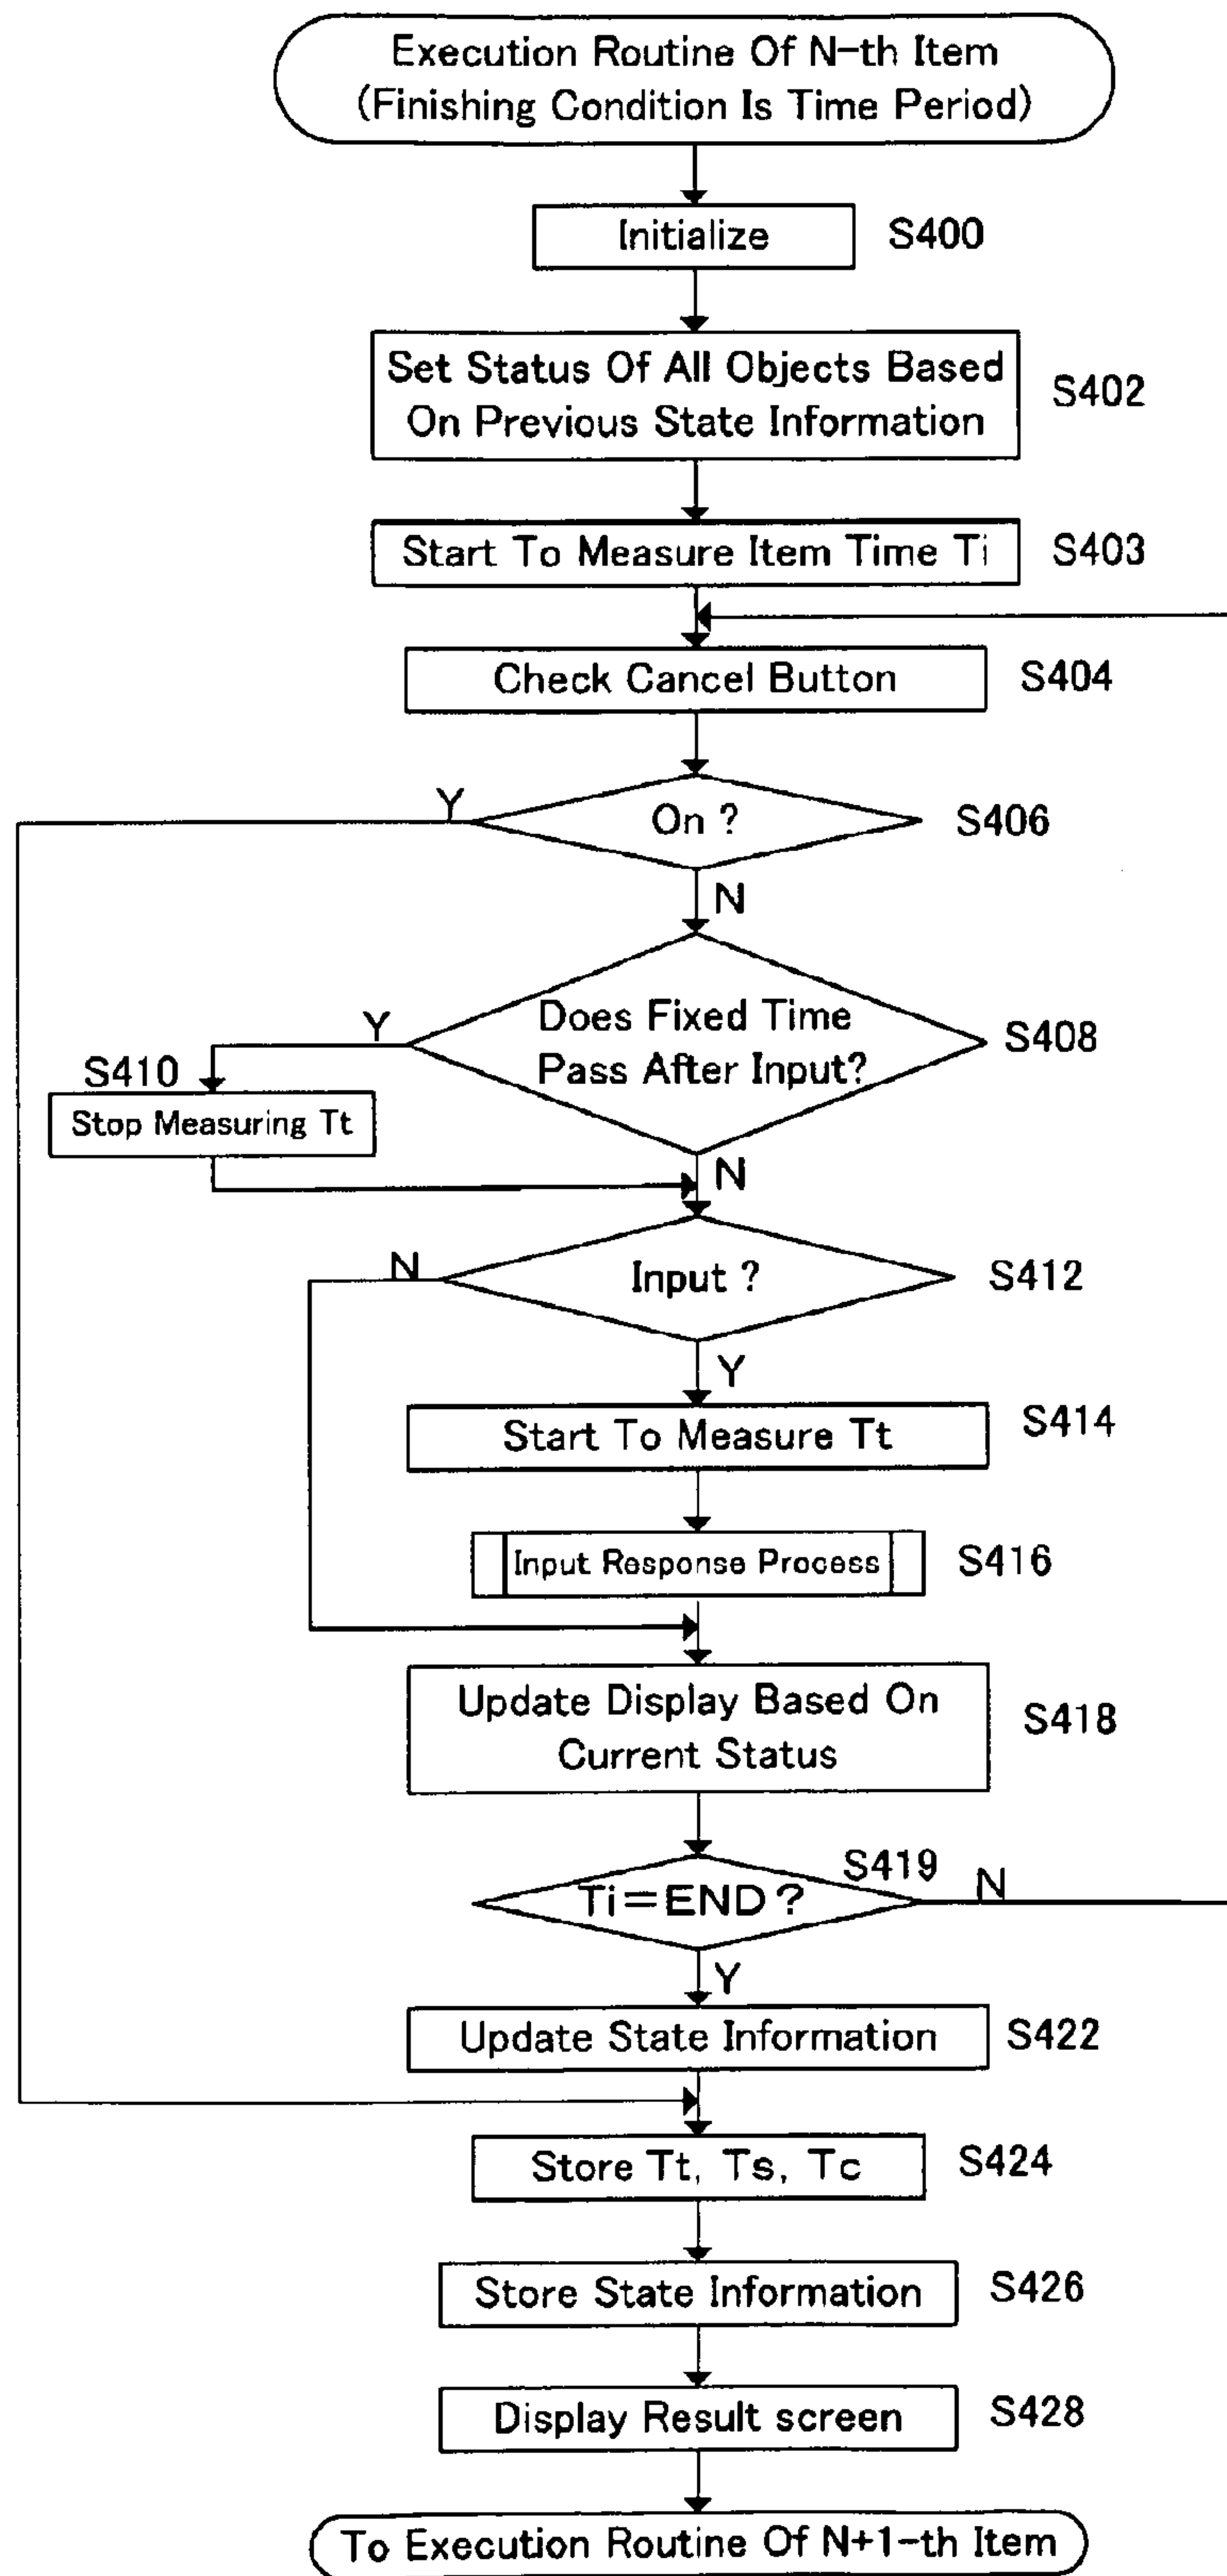 Execution Routine Of N-th Item
(Finishing Condition Is Time Period)
Initialize
S400
Set Status Of All Objects Based
On Previous State Information
S402
Start To Measure Item Time Ti
S403
Check Cancel Button
S404
Y
On ?
S406
N
Does Fixed Time
Pass After Input?
S408
Y
S410
Stop Measuring Tt
N
N
Input ?
S412
Y
Start To Measure Tt
S414
Input Response Process
S416
Update Display Based On
Current Status
S418
S419
Ti=END?
N
Y
Update State Information
S422
Store Tt, Ts, Tc
S424
Store State Information
S426
Display Result screen
S428
To Execution Routine Of N+1-th Item